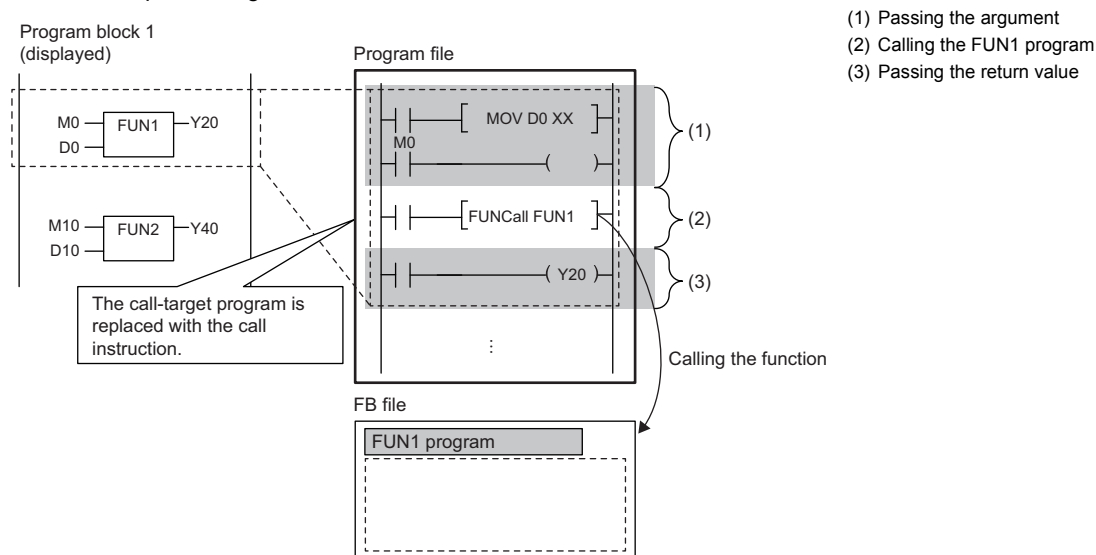 Program block 1
(displayed)
M0
D0
FUN1
Y20
M10
D10
FUN2
Y40
The call-target program is
replaced with the call
instruction.
Program file
MOV D0 XX
M0
( )
FUNCall FUN1
( Y20 )
⋮
(1)
(2)
(3)
Calling the function
FB file
FUN1 program
(1) Passing the argument
(2) Calling the FUN1 program
(3) Passing the return value